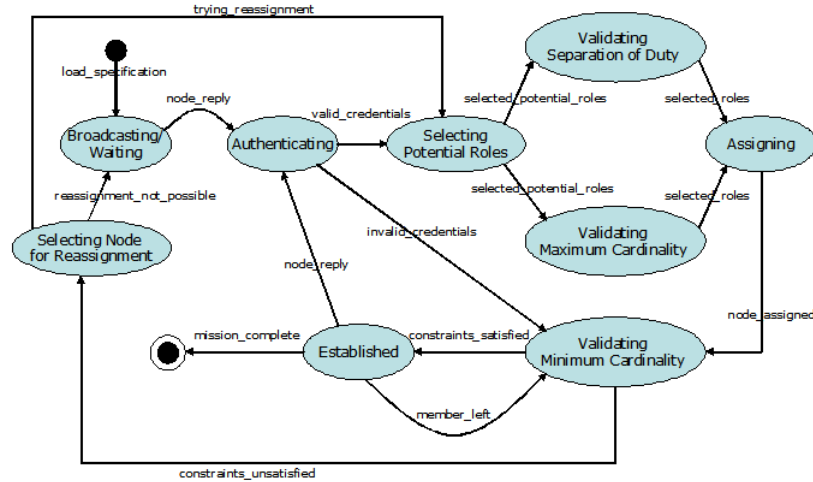 trying_reassignment
Validating
Separation of Duty
load_specification
node_reply
valid_credentials
selected_potential_roles
selected_roles
Broadcasting/
Waiting
Authenticating
Selecting
Potential Roles
Assigning
reassignment_not_possible
selected_potential_roles
selected_roles
Selecting Node
for Reassignment
invalid_credentials
Validating
Maximum Cardinality
node_reply
node_assigned
mission_complete
Established
constraints_satisfied
Validating
Minimum Cardinality
member_left
constraints_unsatisfied